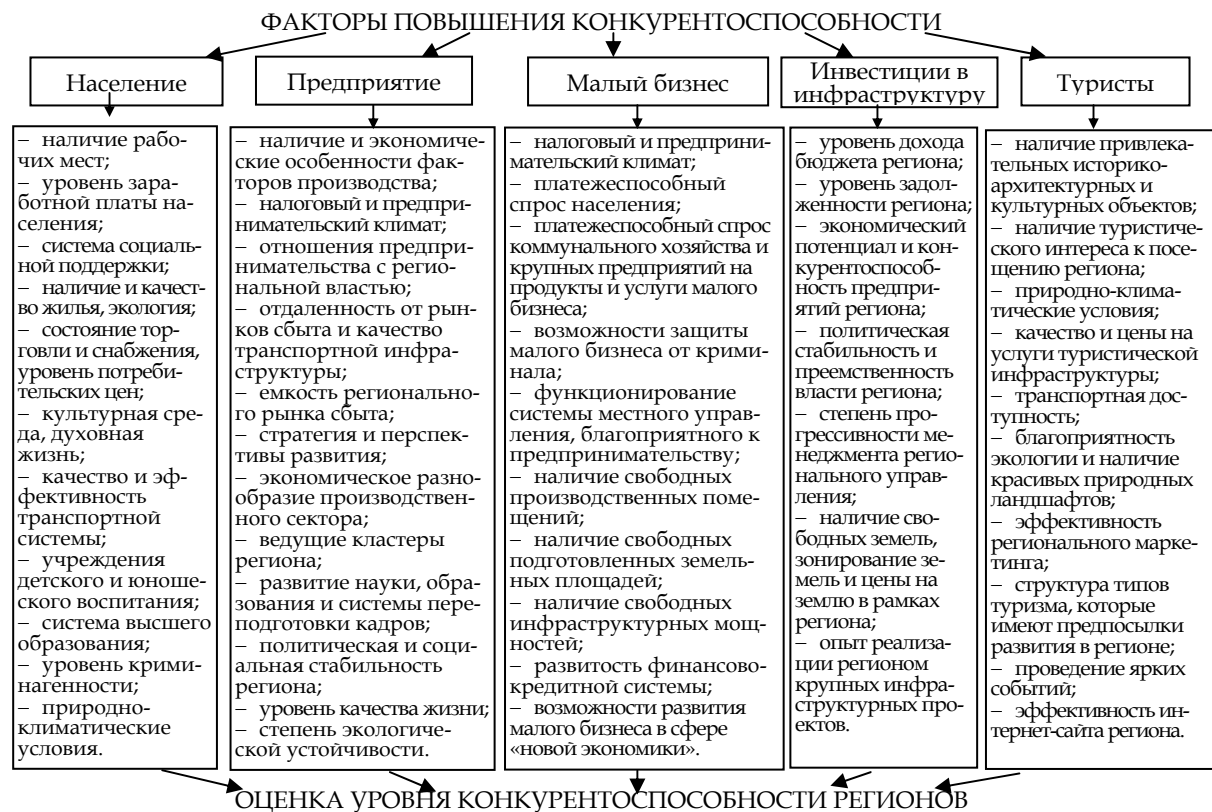 ФАКТОРЫ ПОВЫШЕНИЯ КОНКУРЕНТОСПОСОБНОСТИ
Население
– наличие рабо-
чих мест;
– уровень зара-
ботной платы на-
селения;
– система социаль-
ной поддержки;
– наличие и качест-
во жилья, экология;
– состояние тор-
говли и снабжения,
уровень потреби-
тельских цен;
– культурная сре-
да, духовная
жизнь;
– качество и эф-
фективность
транспортной
системы;
– учреждения
детского и юноше-
ского воспитания;
– система высшего
образования;
– уровень крими-
нагенности;
– природно-
климатические
условия.
Предприятие
– наличие и экономиче-
ские особенности фак-
торов производства;
– налоговый и предпри-
нимательский климат;
– отношения предпри-
нимательства с регио-
нальной властью;
– отдаленность от рын-
ков сбыта и качество
транспортной инфра-
структуры;
– емкость регионально-
го рынка сбыта;
– стратегия и перспек-
тивы развития;
– экономическое разно-
образие производствен-
ного сектора;
– ведущие кластеры
региона;
– развитие науки, обра-
зования и системы пере-
подготовки кадров;
– политическая и соци-
альная стабильность
региона;
– уровень качества жизни;
– степень экологиче-
ской устойчивости.
Малый бизнес
– налоговый и предприни-
мательский климат;
– платежеспособный
спрос населения;
– платежеспособный спрос
коммунального хозяйства и
крупных предприятий на
продукты и услуги малого
бизнеса;
– возможности защиты
малого бизнеса от крими-
нала;
– функционирование
системы местного управ-
ления, благоприятного к
предпринимательству;
– наличие свободных
производственных поме-
щений;
– наличие свободных
подготовленных земель-
ных площадей;
– наличие свободных
инфраструктурных мощ-
ностей;
– развитость финансово-
кредитной системы;
– возможности развития
малого бизнеса в сфере
«новой экономики».
Инвестиции в
инфраструктуру
– уровень дохода
бюджета региона;
– уровень задол-
женности региона;
– экономический
потенциал и кон-
курентоспособ-
ность предпри-
ятий региона;
– политическая
стабильность и
преемственность
власти региона;
– степень про-
грессивности ме-
неджмента регио-
нального управ-
ления;
– наличие сво-
бодных земель,
зонирование зе-
мель и цены на
землю в рамках
региона;
– опыт реализа-
ции регионом
крупных инфра-
структурных про-
ектов.
Туристы
– наличие привлек-
ательных историко-
архитектурных и
культурных объектов;
– наличие туристиче-
ского интереса к посе-
щению региона;
– природно-клима-
тические условия;
– качество и цены на
услуги туристической
инфраструктуры;
– транспортная дос-
тупность;
– благоприятность
экологии и наличие
красивых природных
ландшафтов;
– эффективность
регионального марке-
тинга;
– структура типов
туризма, которые
имеют предпосылки
развития в регионе;
– проведение ярких
событий;
– эффективность ин-
тернет-сайта региона.
ОЦЕНКА УРОВНЯ КОНКУРЕНТОСПОСОБНОСТИ РЕГИОНОВ